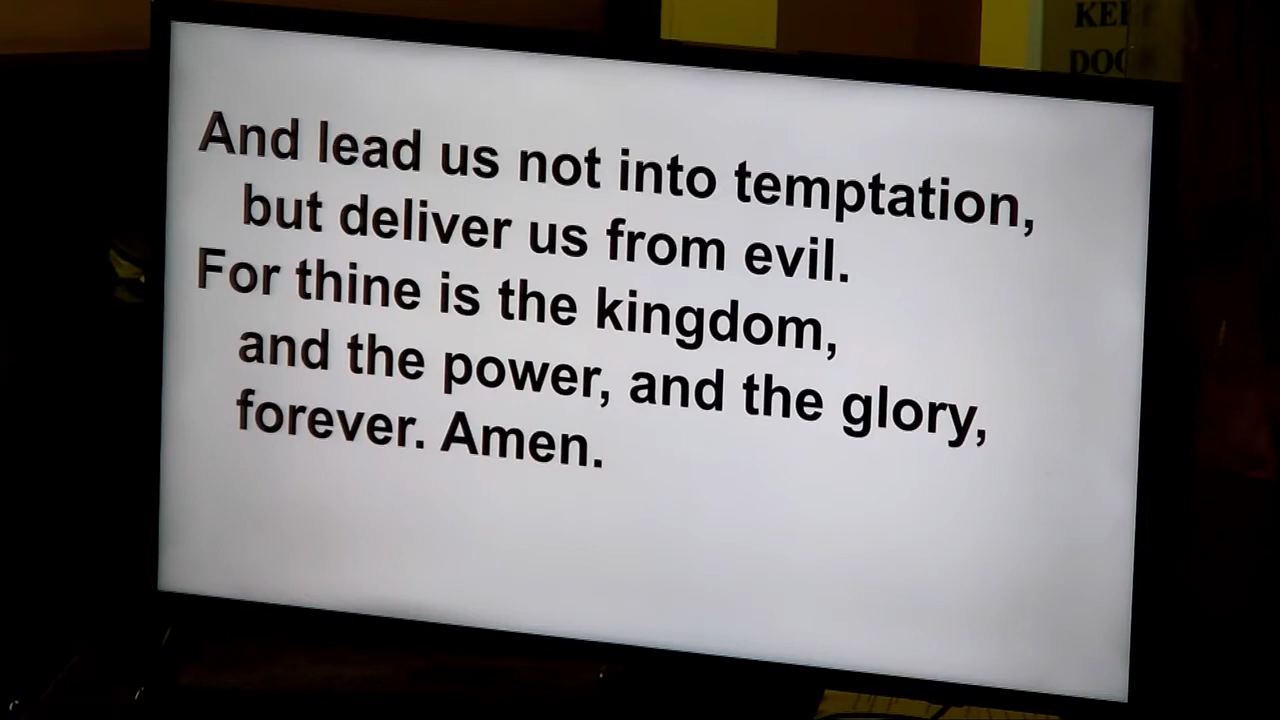 And lead us not into temptation,
but deliver us from evil.
For thine is the kingdom,
and the power, and the glory,
forever. Amen.